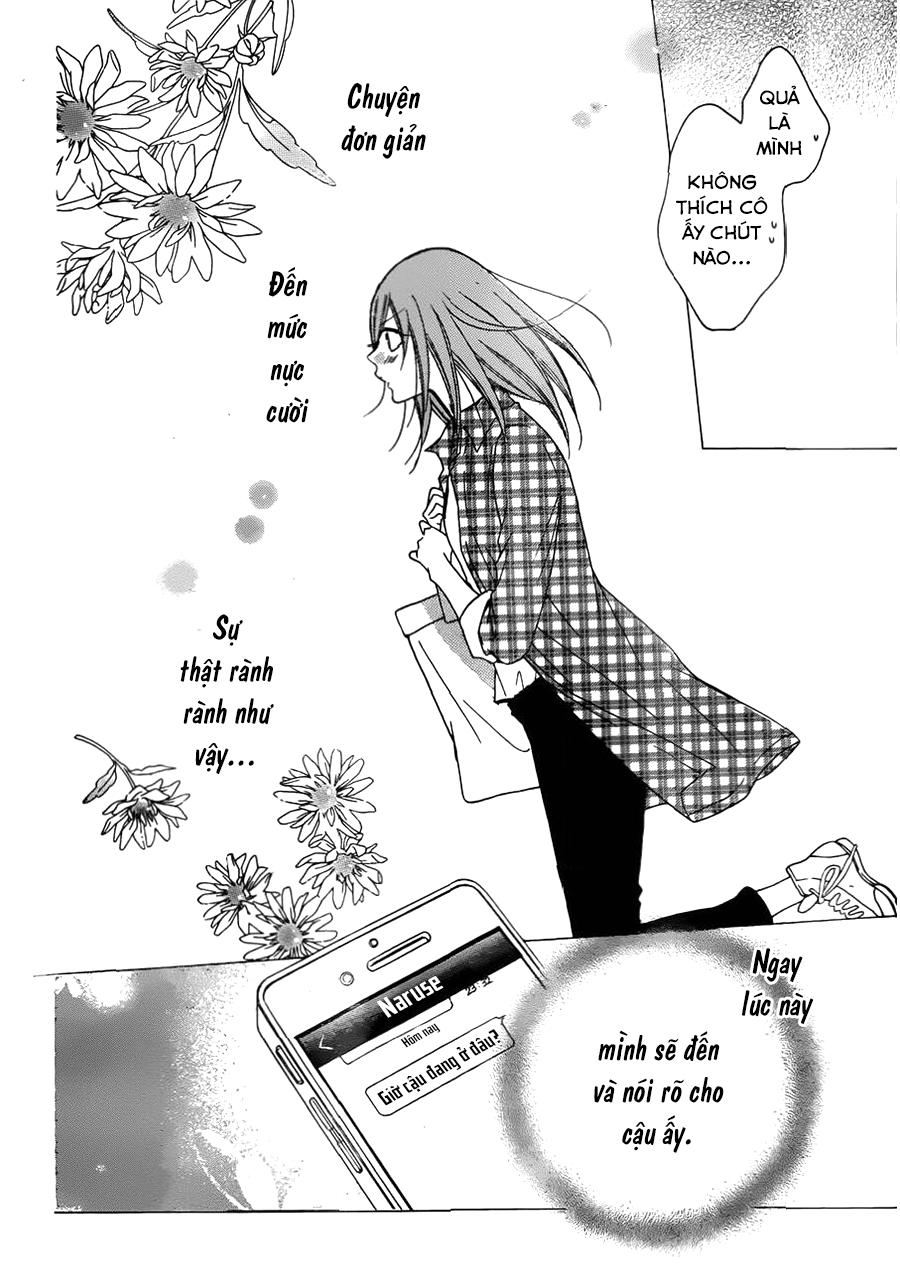 QUẢ
LÀ
MÌNH
KHÔNG
THÍCH CÔ
ẤY CHÚT
NÀO...
Chuyện
đơn giản
Đến
mức
nực
cười
Sự
thật rành
rành như
vậy...
Naruse
23:32
Hôm nay
Giờ cậu đang ở đâu?
Ngay
lúc này
mình sẽ đến
và nói rõ cho
cậu ấy.